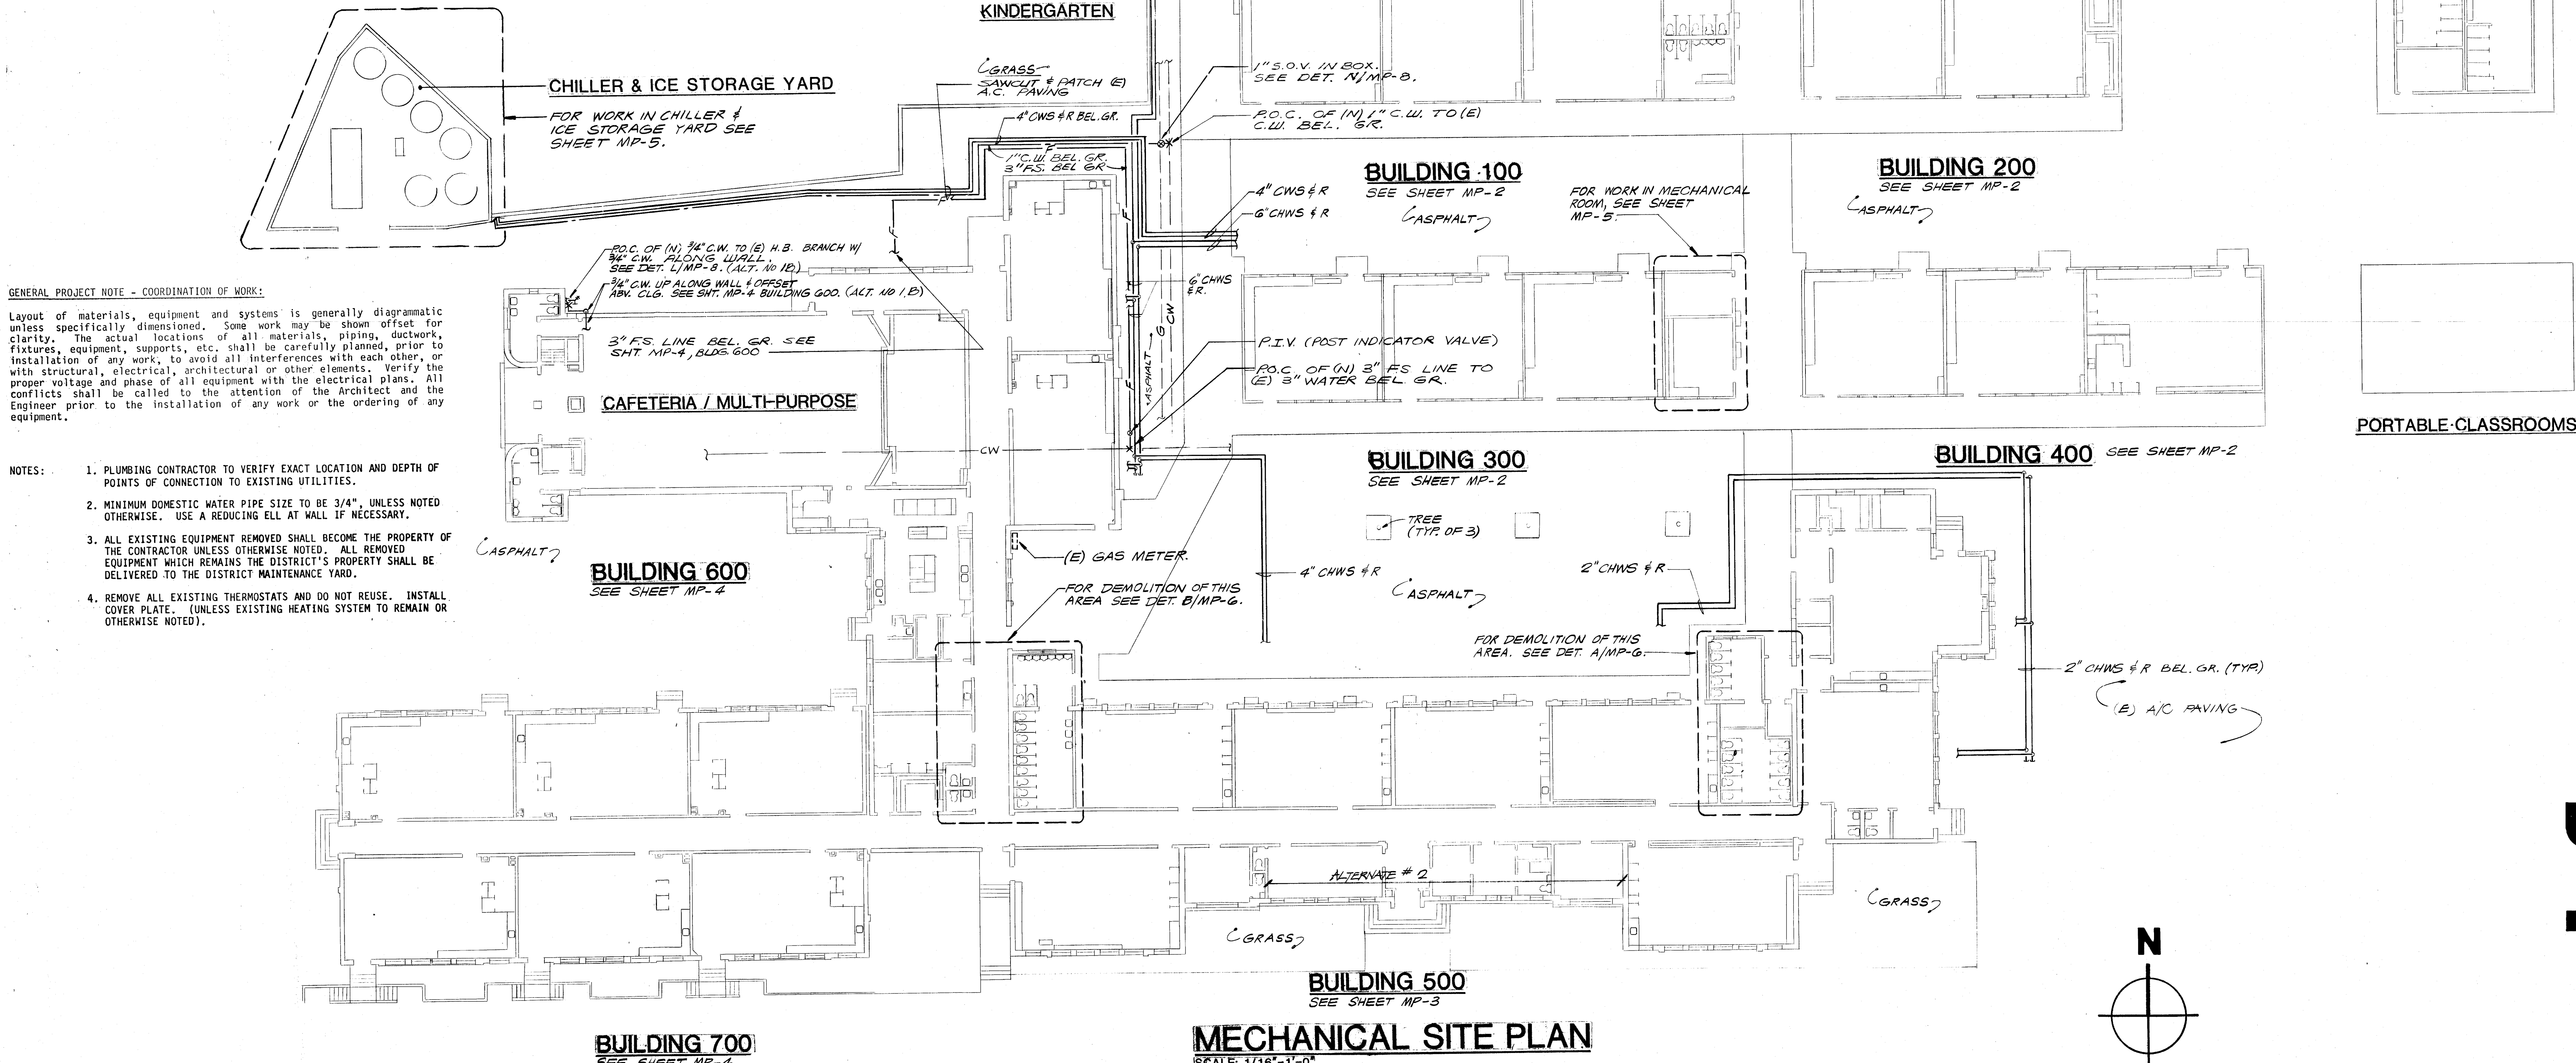 KINDERGARTEN
CHILLER & ICE STORAGE YARD
FOR WORK IN CHILLER &
ICE STORAGE YARD SEE
SHEET MP-5.
GRASS
SAWCUT & PATCH (E)
A.C. PAVING
4" CWS & R BEL. GR.
1" C.W. BEL. GR.
3" F.S. BEL GR
F
F
F
F
F
1" S.O.V. IN BOX.
SEE DET. N/MP-8.
P.O.C. OF (N) 1" C.W. TO (E)
C.W. BEL. GR.
4" CWS & R
6" CHWS & R
BUILDING 100
SEE SHEET MP-2
ASPHALT
FOR WORK IN MECHANICAL
ROOM, SEE SHEET
MP-5.
BUILDING 200
SEE SHEET MP-2
ASPHALT
P.O.C. OF (N) 3/4" C.W. TO (E) H.B. BRANCH W/
3/4" C.W. ALONG WALL.
SEE DET. L/MP-8. (ALT. NO 1B)
3/4" C.W. UP ALONG WALL & OFFSET
ABV. CLG. SEE SHT. MP-4 BUILDING 600. (ALT. NO 1.B)
6" CHWS
& R.
3" F.S. LINE BEL. GR. SEE
SHT. MP-4, BLDG. 600
ASPHALT
G
CW
P.I.V. (POST INDICATOR VALVE)
P.O.C. OF (N) 3" FS LINE TO
(E) 3" WATER BEL. GR.
CAFETERIA / MULTI-PURPOSE
CW
GENERAL PROJECT NOTE - COORDINATION OF WORK:
Layout of materials, equipment and systems is generally diagrammatic
unless specifically dimensioned. Some work may be shown offset for
clarity. The actual locations of all materials, piping, ductwork,
fixtures, equipment, supports, etc. shall be carefully planned, prior to
installation of any work, to avoid all interferences with each other, or
with structural, electrical, architectural or other elements. Verify the
proper voltage and phase of all equipment with the electrical plans. All
conflicts shall be called to the attention of the Architect and the
Engineer prior to the installation of any work or the ordering of any
equipment.
NOTES:
1. PLUMBING CONTRACTOR TO VERIFY EXACT LOCATION AND DEPTH OF
POINTS OF CONNECTION TO EXISTING UTILITIES.
2. MINIMUM DOMESTIC WATER PIPE SIZE TO BE 3/4", UNLESS NOTED
OTHERWISE. USE A REDUCING ELL AT WALL IF NECESSARY.
3. ALL EXISTING EQUIPMENT REMOVED SHALL BECOME THE PROPERTY OF
THE CONTRACTOR UNLESS OTHERWISE NOTED. ALL REMOVED
EQUIPMENT WHICH REMAINS THE DISTRICT'S PROPERTY SHALL BE
DELIVERED TO THE DISTRICT MAINTENANCE YARD.
4. REMOVE ALL EXISTING THERMOSTATS AND DO NOT REUSE. INSTALL
COVER PLATE. (UNLESS EXISTING HEATING SYSTEM TO REMAIN OR
OTHERWISE NOTED).
PORTABLE CLASSROOMS
BUILDING 300
SEE SHEET MP-2
BUILDING 400 SEE SHEET MP-2
TREE
(TYP. OF 3)
ASPHALT
(E) GAS METER.
BUILDING 600
SEE SHEET MP-4
4" CHWS & R
2" CHWS & R
ASPHALT
FOR DEMOLITION OF THIS
AREA SEE DET. B/MP-6.
FOR DEMOLITION OF THIS
AREA. SEE DET. A/MP-6.
2" CHWS & R BEL. GR. (TYP.)
(E) A/C PAVING
ALTERNATE # 2
GRASS
GRASS
N
BUILDING 500
SEE SHEET MP-3
BUILDING 700
SEE SHEET MP-4
MECHANICAL SITE PLAN
SCALE: 1/16"-1'-0"